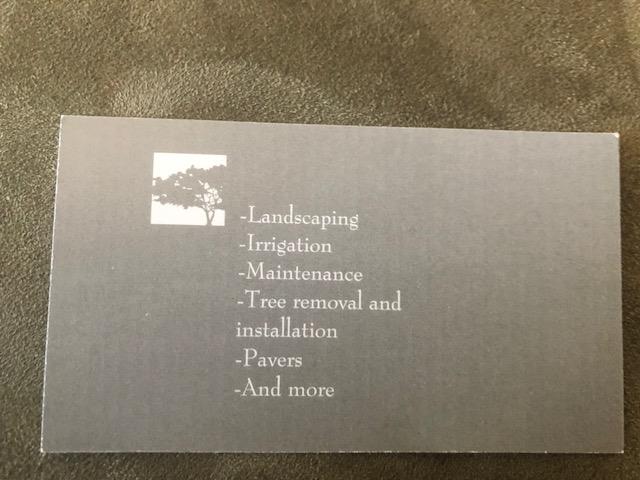 -Landscaping
-Irrigation
-Maintenance
-Tree removal and
installation
-Pavers
-And more